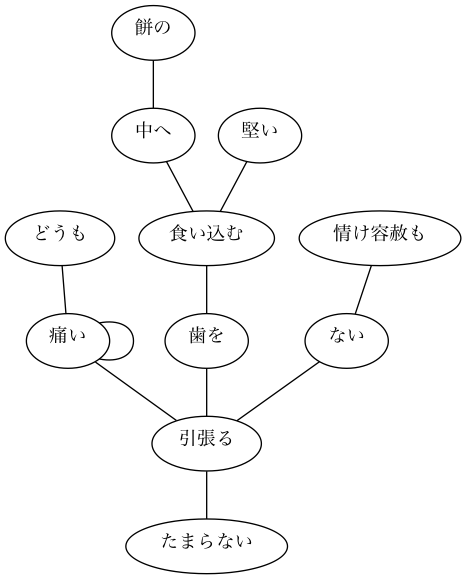 餅の
中へ
堅い
どうも
食い込む
情け容赦も
痛い
歯を
ない
引張る
たまらない